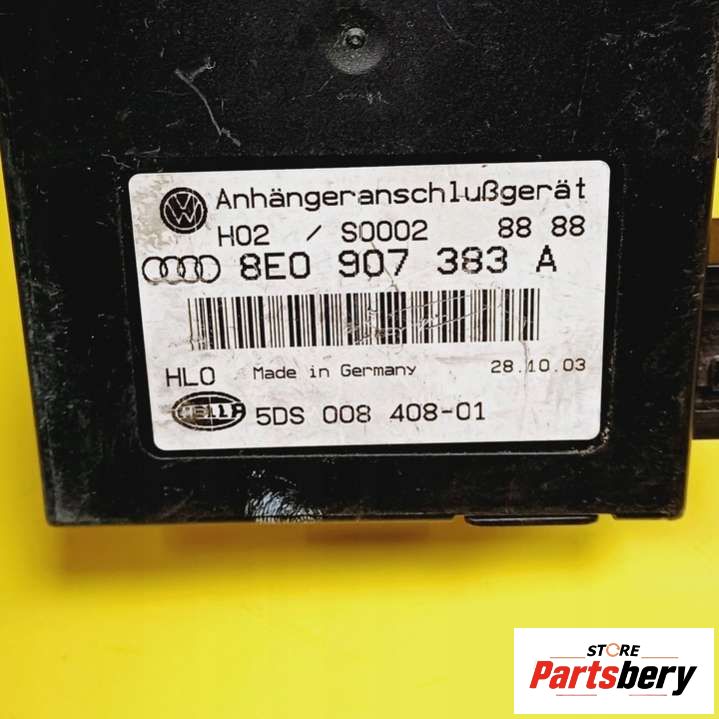 Anhängeranschlußgerät
H02 / S0002 88 88
8E0 907 383 A
HLO Made in Germany 28.10.03
HELLA 5DS 008 408-01
STORE
Partsbery